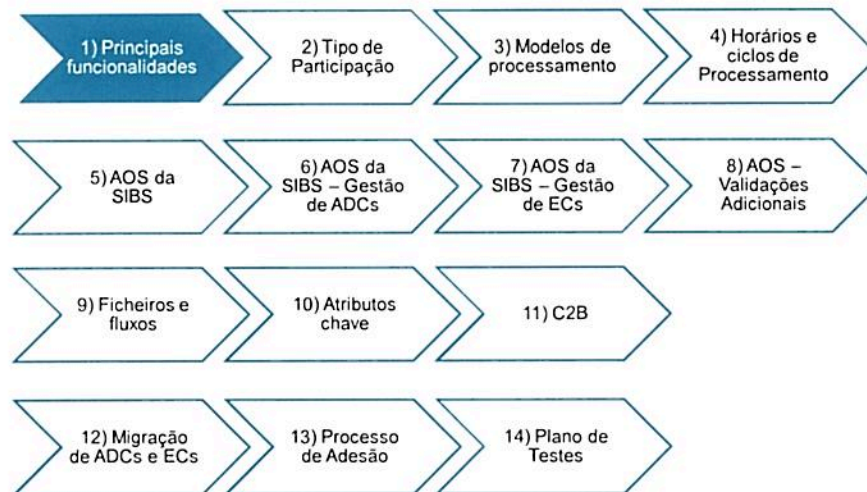 1) Principais
funcionalidades
2) Tipo de
Participação
3) Modelos de
processamento
4) Horários e
ciclos de
Processamento
5) AOS da
SIBS
6) AOS da
SIBS – Gestão
de ADCs
7) AOS da
SIBS – Gestão
de ECs
8) AOS –
Validações
Adicionais
9) Ficheiros e
fluxos
10) Atributos
chave
11) C2B
12) Migração
de ADCs e ECs
13) Processo
de Adesão
14) Plano de
Testes